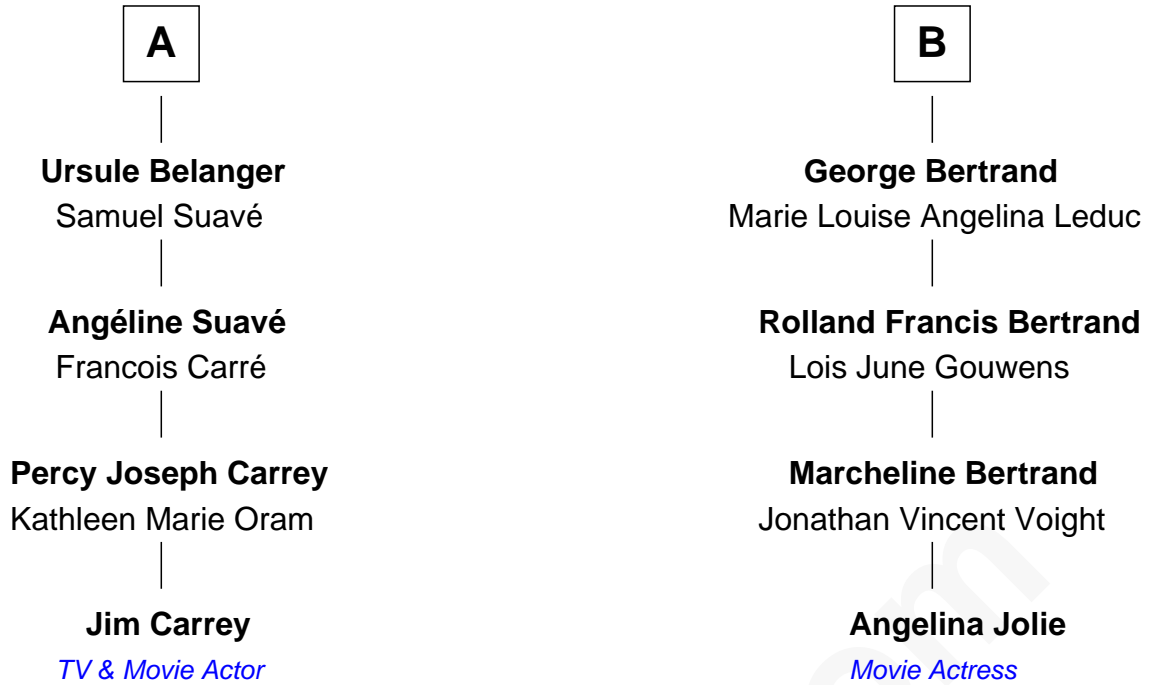 A
Ursule Belanger
Samuel Suavé
Angéline Suavé
Francois Carré
Percy Joseph Carrey
Kathleen Marie Oram
Jim Carrey
TV & Movie Actor
B
George Bertrand
Marie Louise Angelina Leduc
Rolland Francis Bertrand
Lois June Gouwens
Marcheline Bertrand
Jonathan Vincent Voight
Angelina Jolie
Movie Actress